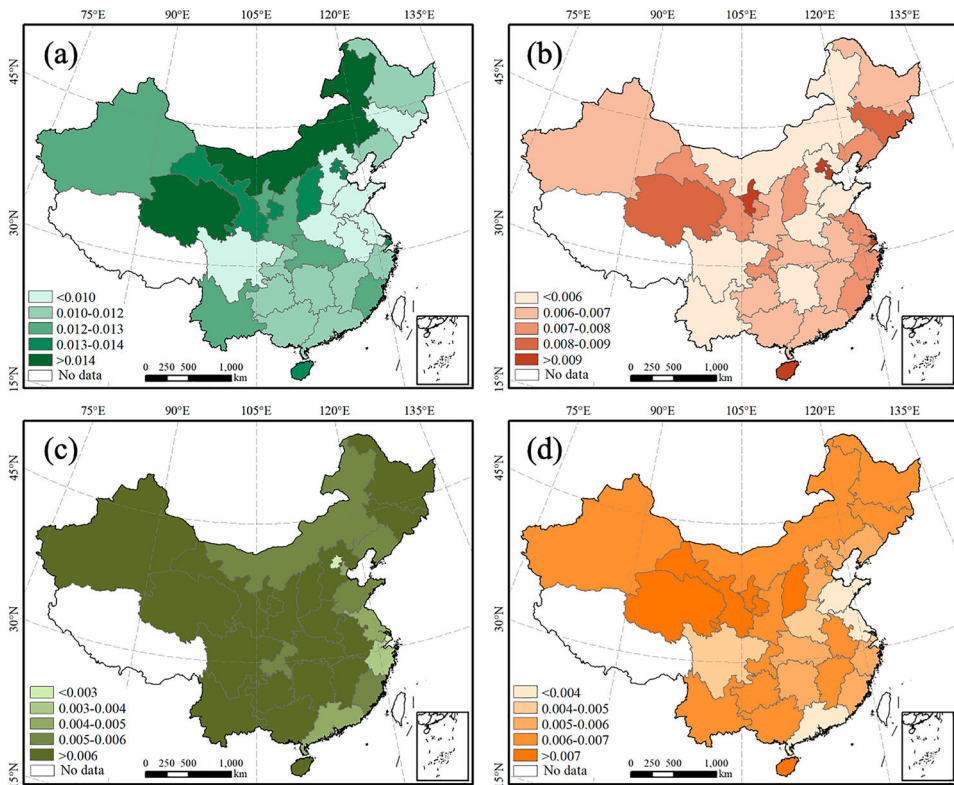 75°E 90°E 105°E 120°E 135°E
75°E 90°E 105°E 120°E 135°E
(a)
(b)
45°N
30°N
15°N
45°N
30°N
15°N
<0.010
0.010-0.012
0.012-0.013
0.013-0.014
>0.014
No data
0 250 500 1,000
km
<0.006
0.006-0.007
0.007-0.008
0.008-0.009
>0.009
No data
0 250 500 1,000
km
75°E 90°E 105°E 120°E 135°E
75°E 90°E 105°E 120°E 135°E
(c)
(d)
45°N
30°N
15°N
45°N
30°N
15°N
<0.003
0.003-0.004
0.004-0.005
0.005-0.006
>0.006
No data
0 250 500 1,000
km
<0.004
0.004-0.005
0.005-0.006
0.006-0.007
>0.007
No data
0 250 500 1,000
km